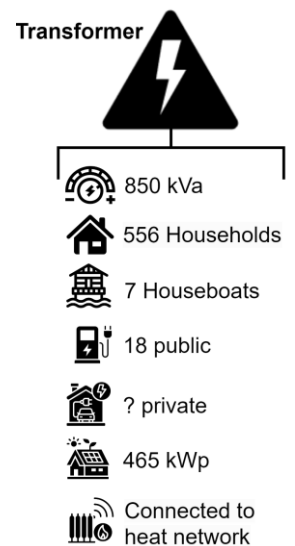 Transformer
850 kVa
556 Households
7 Houseboats
18 public
? private
465 kWp
Connected to
heat network